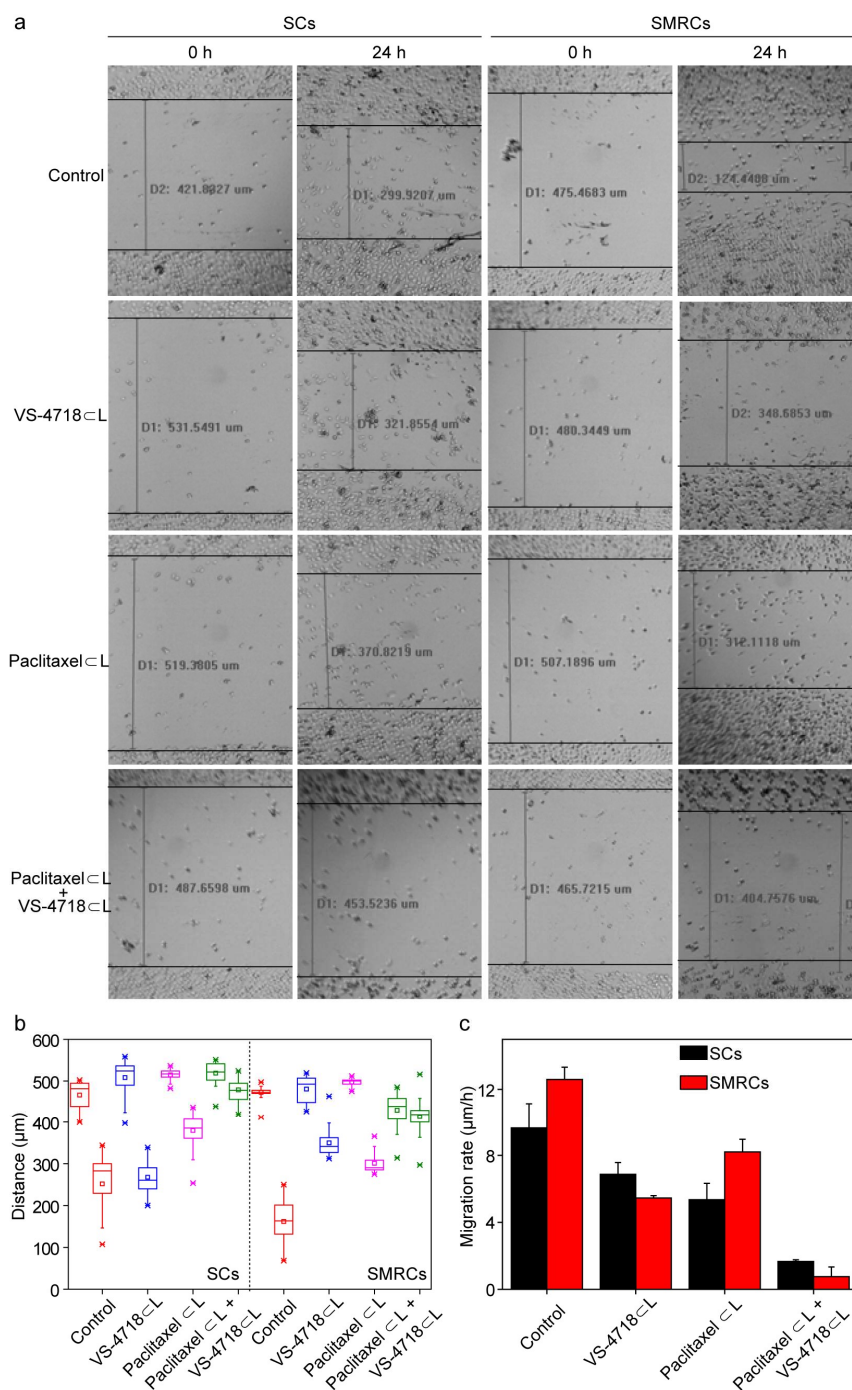 a
SCs
SMRCs
0 h
24 h
0 h
24 h
Control
D2: 421.8327 um
D1: 299.9207 um
D1: 475.4683 um
D2: 124.4408 um
VS-4718⊂L
D1: 531.5491 um
D1: 321.8554 um
D1: 480.3449 um
D2: 348.6853 um
Paclitaxel⊂L
D1: 519.3805 um
D1: 370.8219 um
D1: 507.1896 um
D1: 312.1118 um
Paclitaxel⊂L
+
VS-4718⊂L
D1: 487.6598 um
D1: 453.5236 um
D1: 465.7215 um
D1: 404.7576 um
D
b
Distance (μm)
600
500
400
300
200
100
0
SCs
SMRCs
Control
VS-4718⊂L
Paclitaxel ⊂ L
Paclitaxel ⊂ L +
VS-4718⊂L
Control
VS-4718⊂L
Paclitaxel ⊂ L
Paclitaxel ⊂ L +
VS-4718⊂L
c
Migration rate (μm/h)
12
8
4
0
SCs
SMRCs
Control
VS-4718⊂L
Paclitaxel ⊂ L
Paclitaxel ⊂ L +
VS-4718⊂L